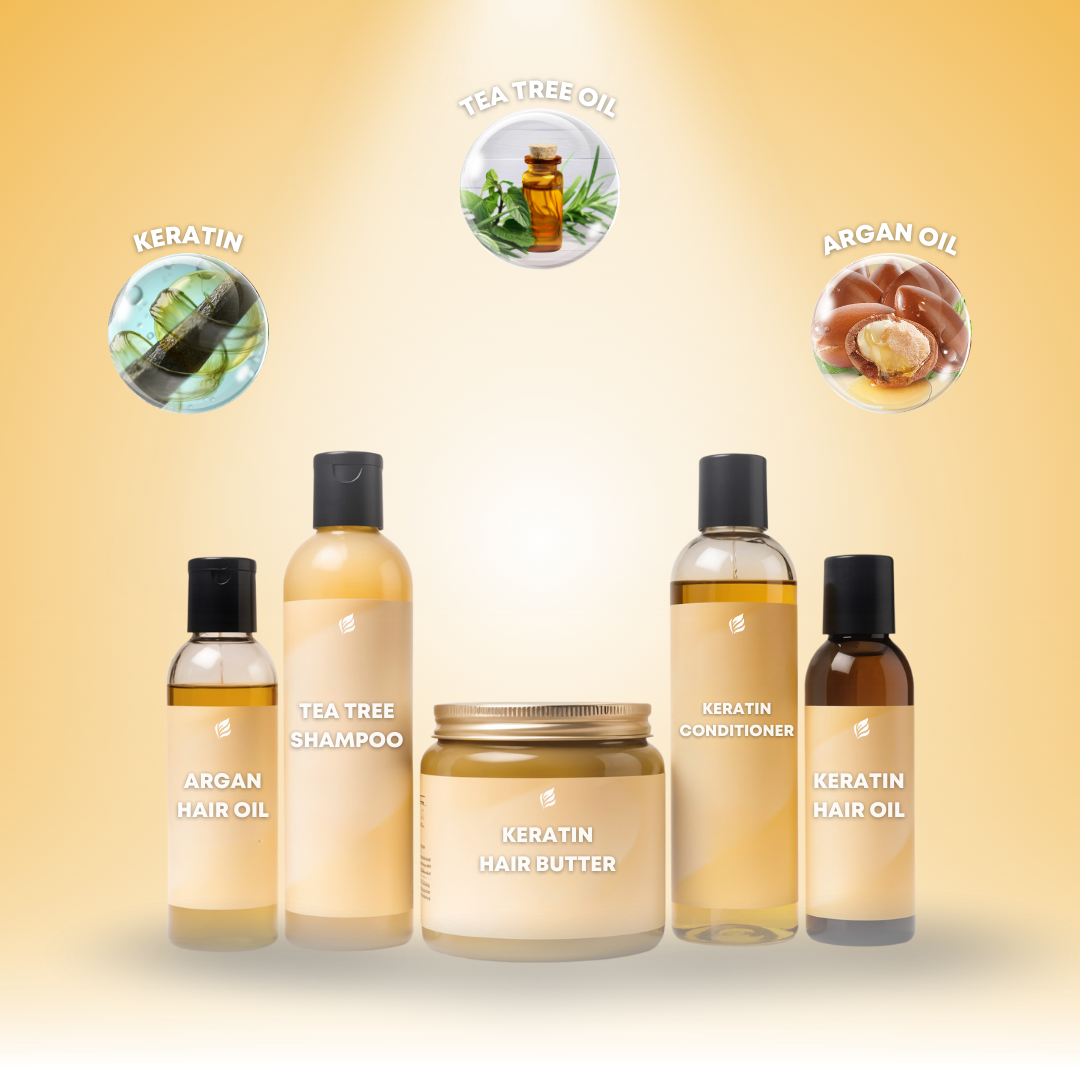 TEA TREE OIL
KERATIN
ARGAN OIL
ARGAN
HAIR OIL
TEA TREE
SHAMPOO
KERATIN
HAIR BUTTER
KERATIN
CONDITIONER
KERATIN
HAIR OIL